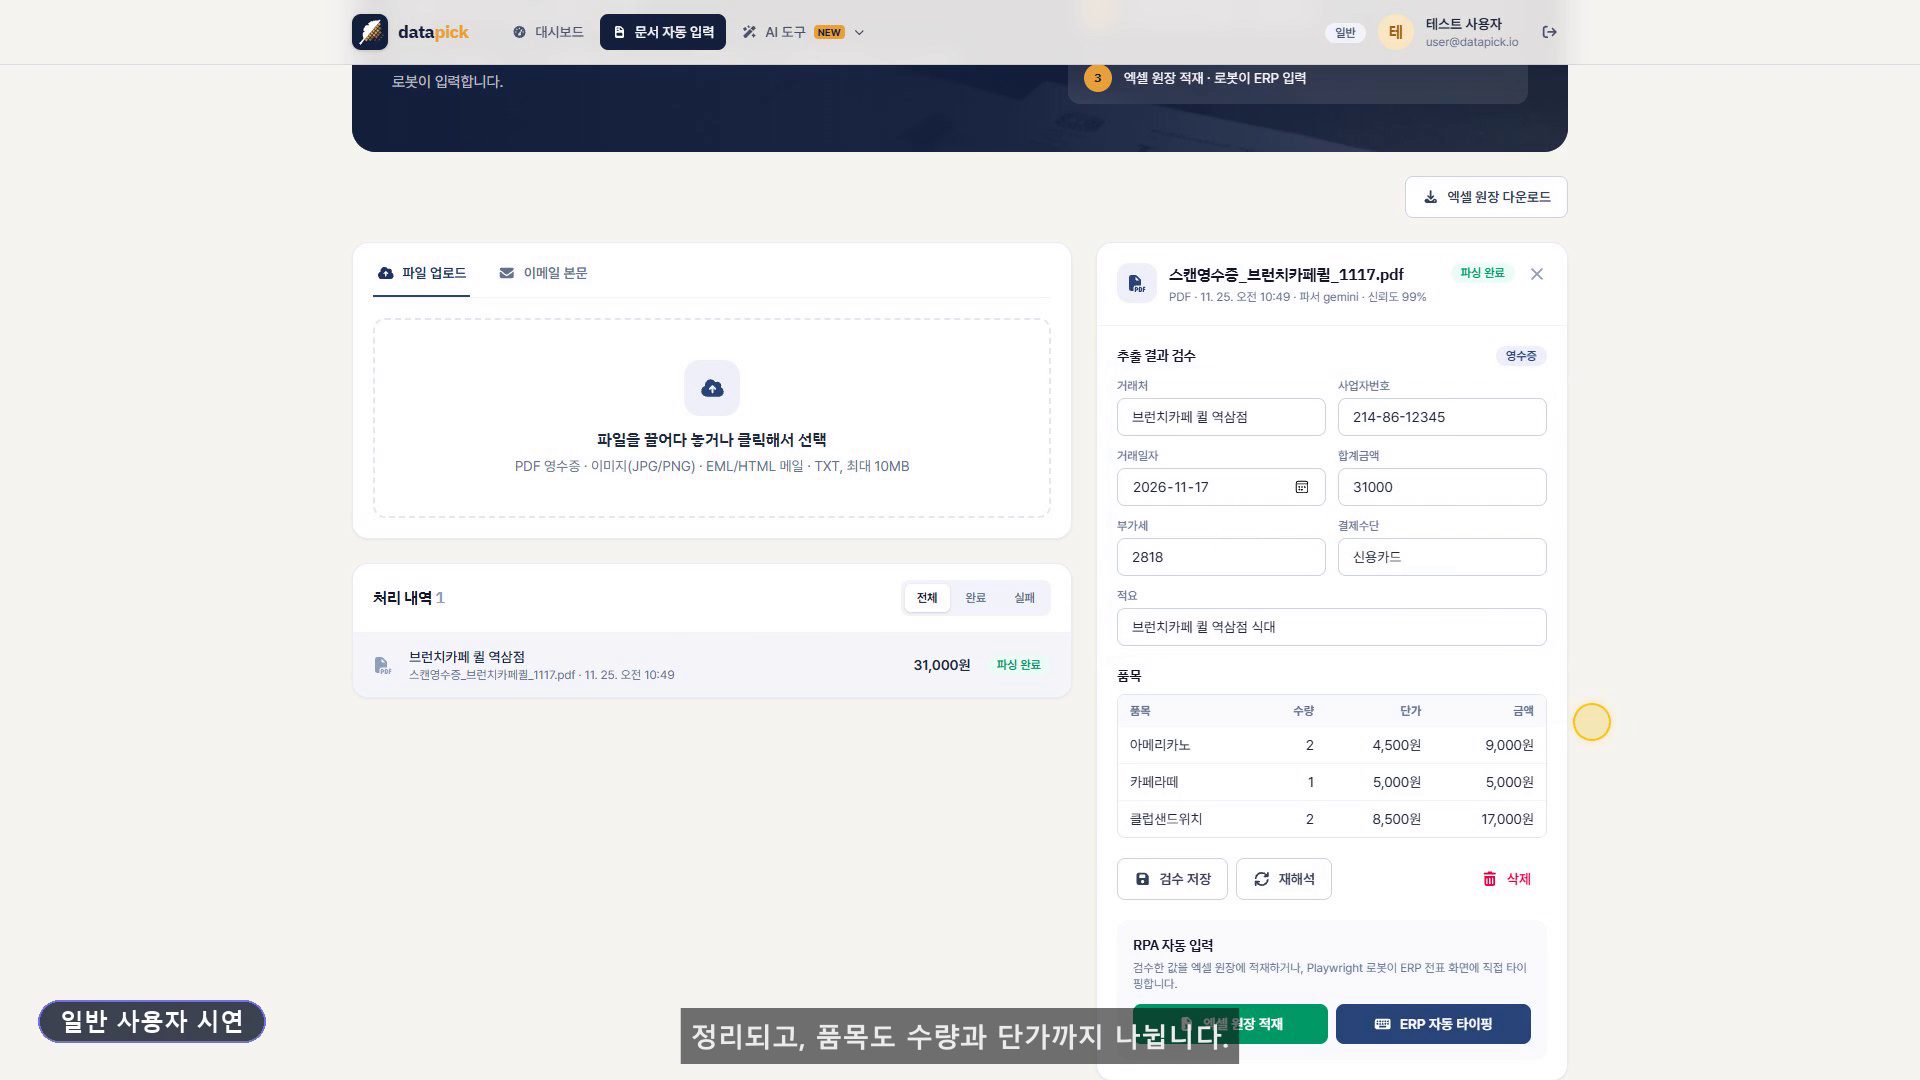 datapick
대시보드
문서 자동 입력
AI 도구 NEW
일반
테
테스트 사용자
user@datapick.io
로봇이 입력합니다.
3 엑셀 원장 적재 · 로봇이 ERP 입력
엑셀 원장 다운로드
파일 업로드
이메일 본문
파일을 끌어다 놓거나 클릭해서 선택
PDF 영수증 · 이미지(JPG/PNG) · EML/HTML 메일 · TXT, 최대 10MB
처리 내역 1
전체 완료 실패
브런치카페 퀼 역삼점
스캔영수증_브런치카페퀼_1117.pdf · 11. 25. 오전 10:49
31,000원
파싱 완료
스캔영수증_브런치카페퀼_1117.pdf
파싱 완료
PDF · 11. 25. 오전 10:49 · 파서 gemini · 신뢰도 99%
추출 결과 검수
영수증
거래처
브런치카페 퀼 역삼점
사업자번호
214-86-12345
거래일자
2026-11-17
합계금액
31000
부가세
2818
결제수단
신용카드
적요
브런치카페 퀼 역삼점 식대
품목
품목 수량 단가 금액
아메리카노 2 4,500원 9,000원
카페라떼 1 5,000원 5,000원
클럽샌드위치 2 8,500원 17,000원
검수 저장
재해석
삭제
RPA 자동 입력
검수한 값을 엑셀 원장에 적재하거나, Playwright 로봇이 ERP 전표 화면에 직접 타이
핑합니다.
엑셀 원장 적재
ERP 자동 타이핑
일반 사용자 시연
정리되고, 품목도 수량과 단가까지 나뉩니다.